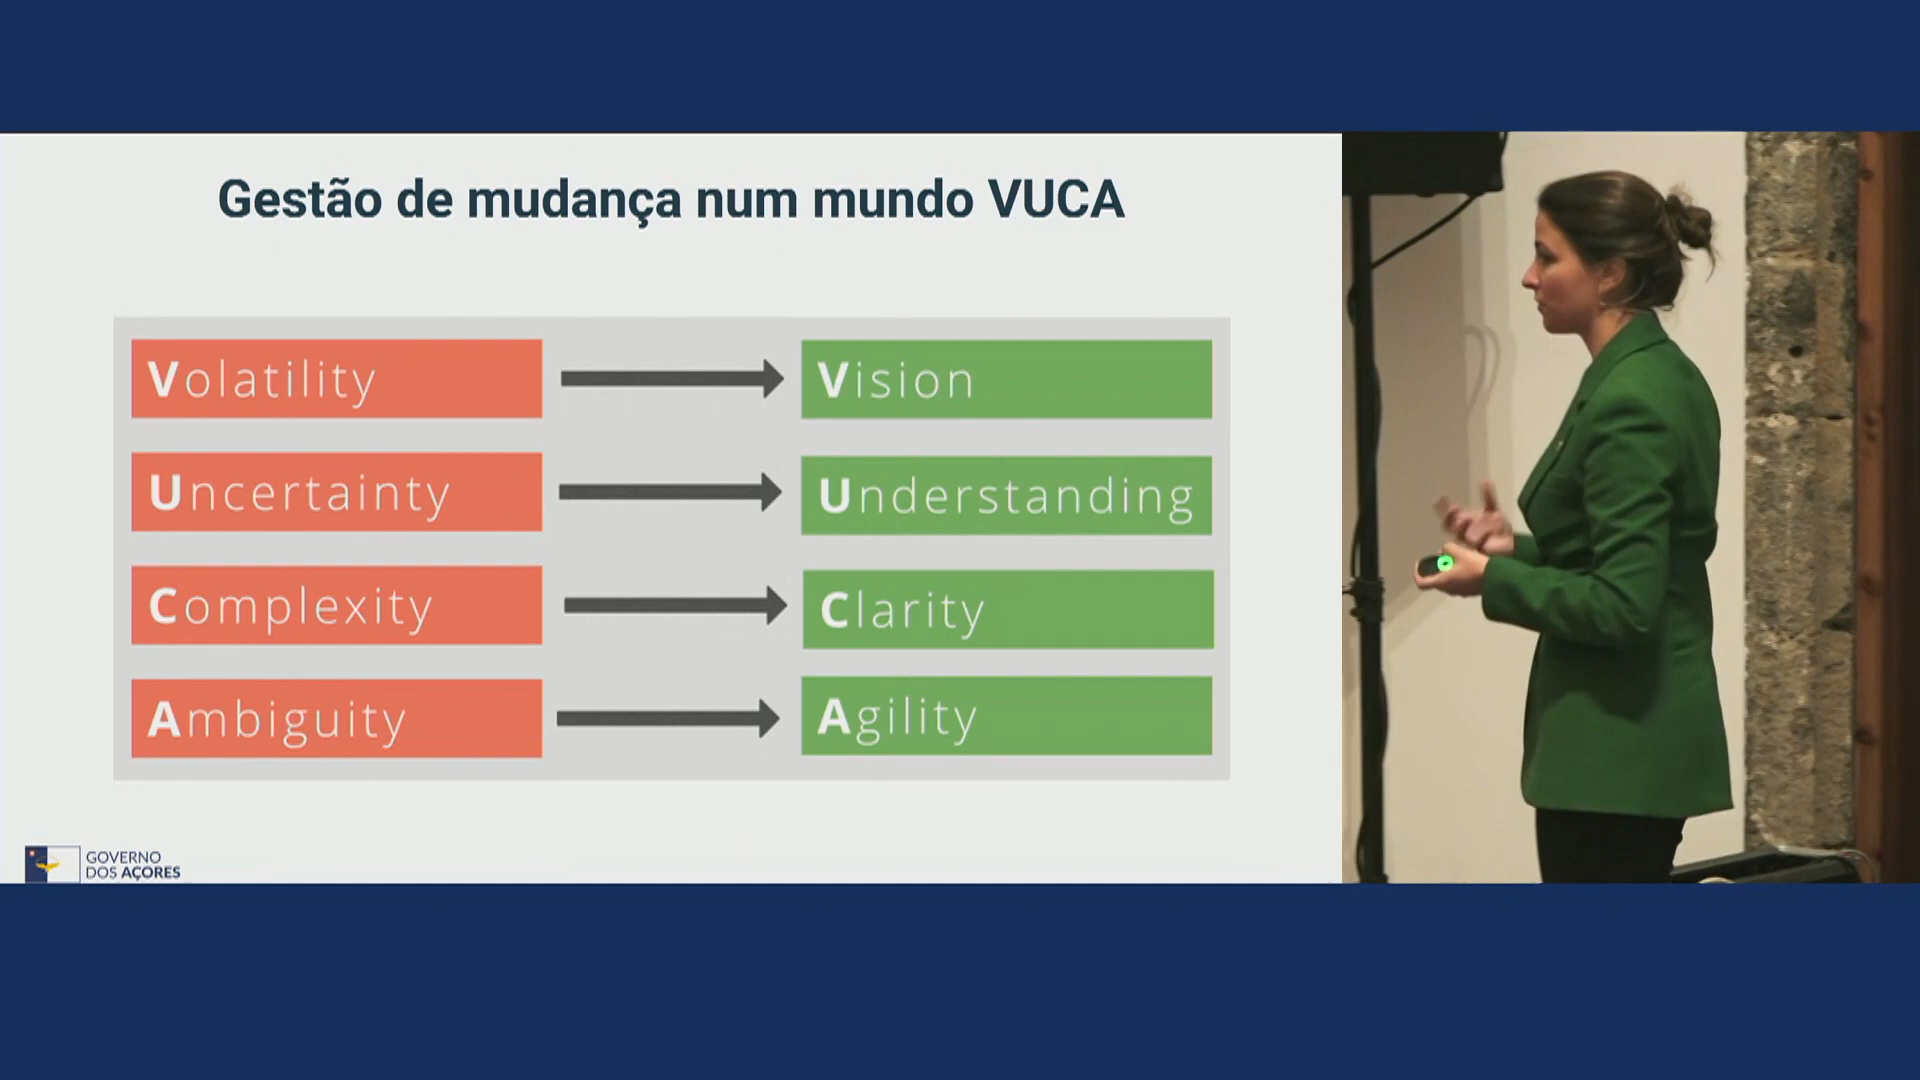 Gestão de mudança num mundo VUCA
Volatility
Vision
Uncertainty
Understanding
Complexity
Clarity
Ambiguity
Agility
GOVERNO
DOS AÇORES